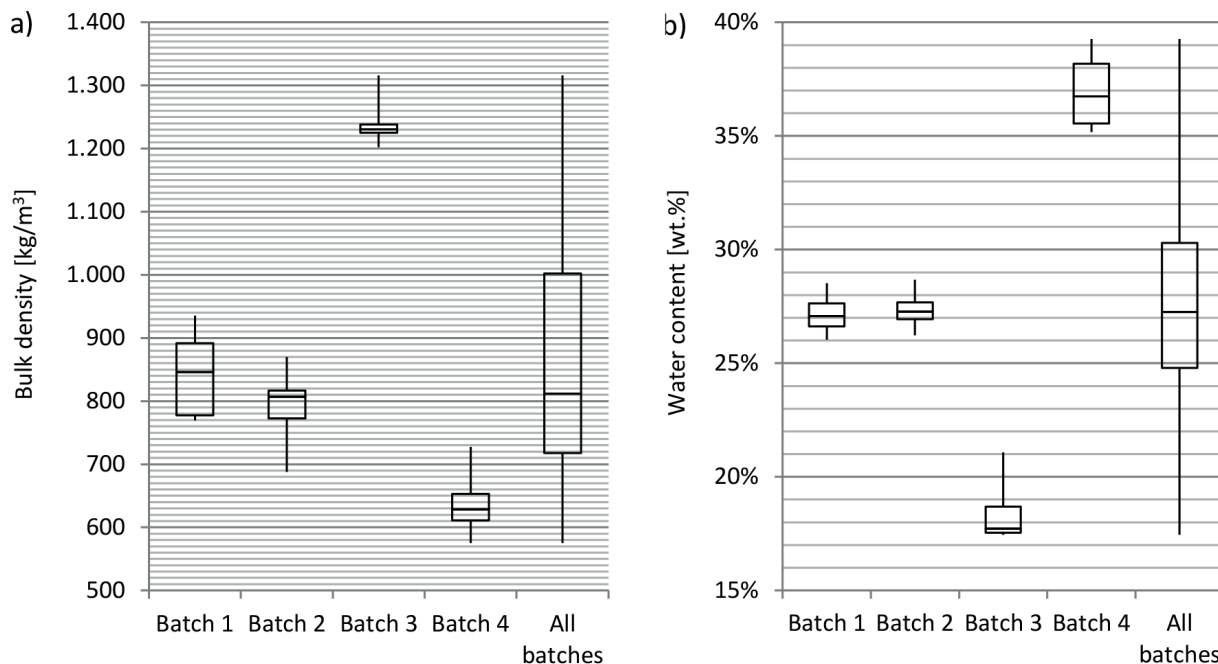 a)
Bulk density [kg/m³]
1.400
1.300
1.200
1.100
1.000
900
800
700
600
500
Batch 1 Batch 2 Batch 3 Batch 4 All
batches
b)
Water content [wt.%]
40%
35%
30%
25%
20%
15%
Batch 1 Batch 2 Batch 3 Batch 4 All
batches